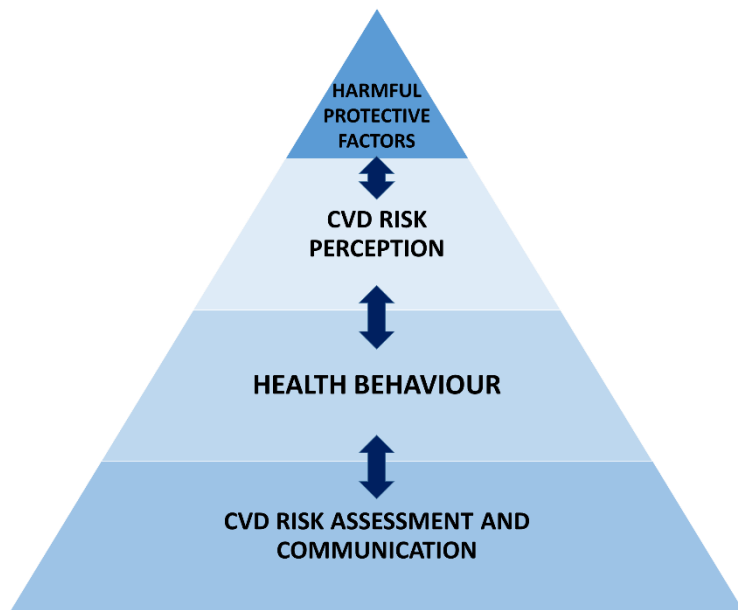 HARMFUL
PROTECTIVE
FACTORS
CVD RISK
PERCEPTION
HEALTH BEHAVIOUR
CVD RISK ASSESSMENT AND
COMMUNICATION